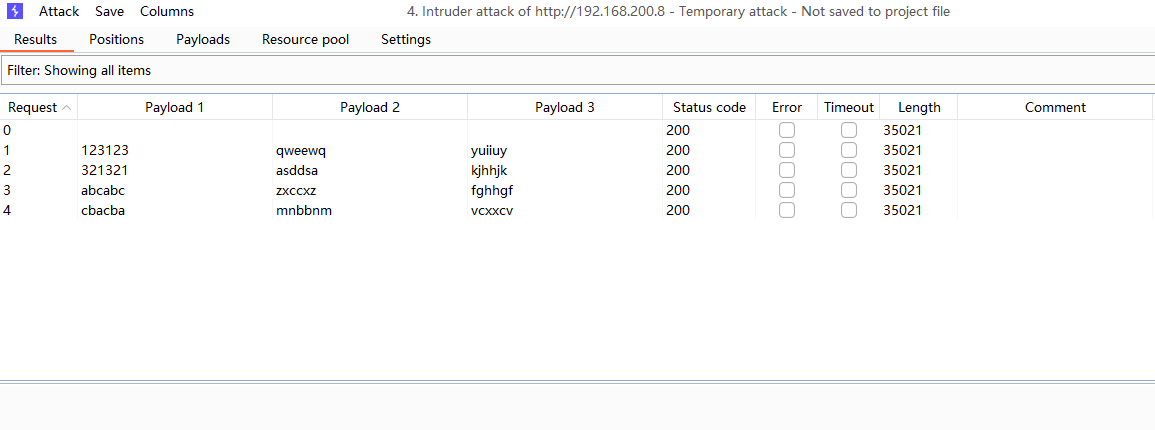 Attack Save Columns 4. Intruder attack of http://192.168.200.8 - Temporary attack - Not saved to project file
Results Positions Payloads Resource pool Settings
Filter: Showing all items
Request Payload 1 Payload 2 Payload 3 Status code Error Timeout Length Comment
0 200 35021
1 123123 qweewq yuiiuy 200 35021
2 321321 asddsa kjhhjk 200 35021
3 abcabc zxccxz fghhgf 200 35021
4 cbacba mnbbnm vcxxcv 200 35021